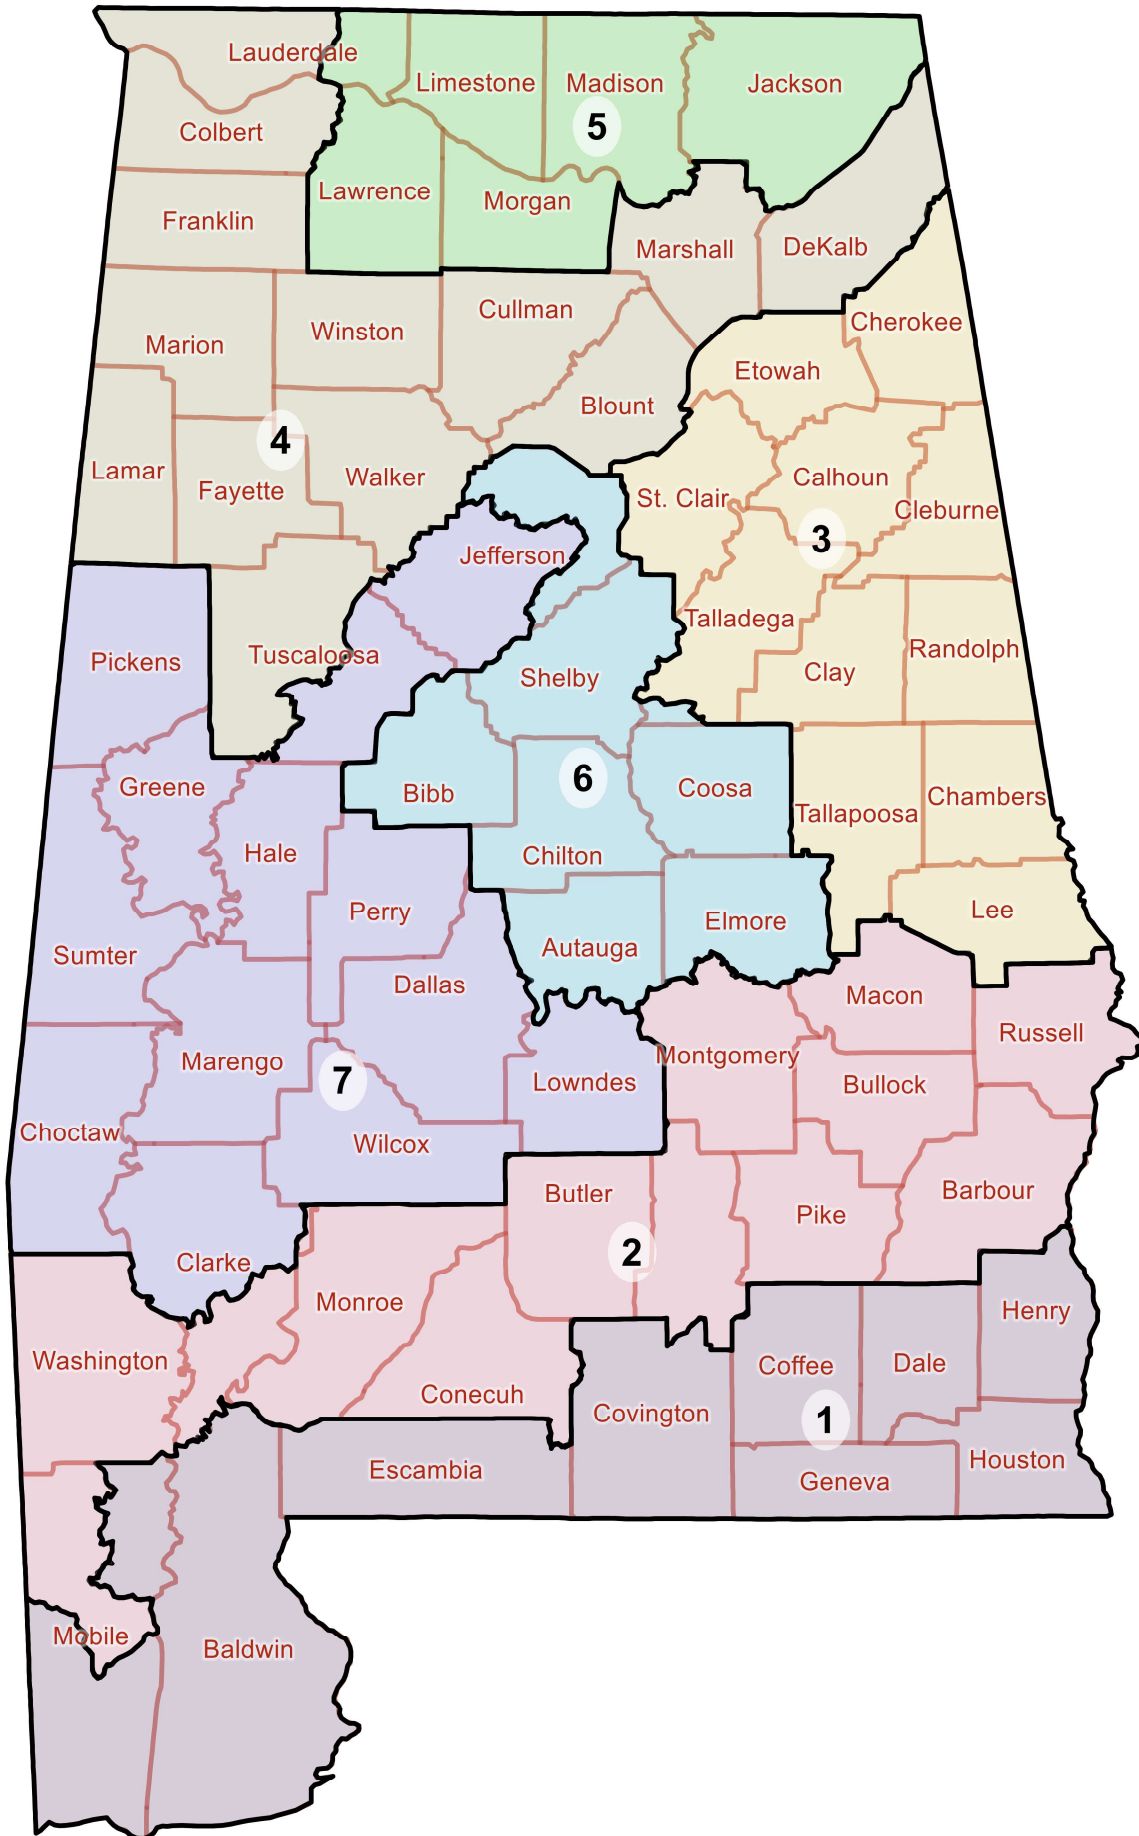 Lauderdale
Limestone
Madison
Jackson
5
Colbert
Lawrence
Morgan
Franklin
Marshall
DeKalb
Cullman
Cherokee
Winston
Marion
Etowah
Blount
4
Lamar
Walker
Calhoun
Fayette
St. Clair
Cleburne
3
Jefferson
Talladega
Randolph
Tuscaloosa
Pickens
Clay
Shelby
6
Greene
Bibb
Coosa
Chambers
Tallapoosa
Hale
Chilton
Perry
Lee
Elmore
Autauga
Sumter
Dallas
Macon
Russell
Montgomery
Marengo
7
Lowndes
Bullock
Choctaw
Wilcox
Butler
Barbour
Pike
2
Clarke
Monroe
Henry
Washington
Coffee
Dale
Conecuh
Covington
1
Houston
Escambia
Geneva
Mobile
Baldwin